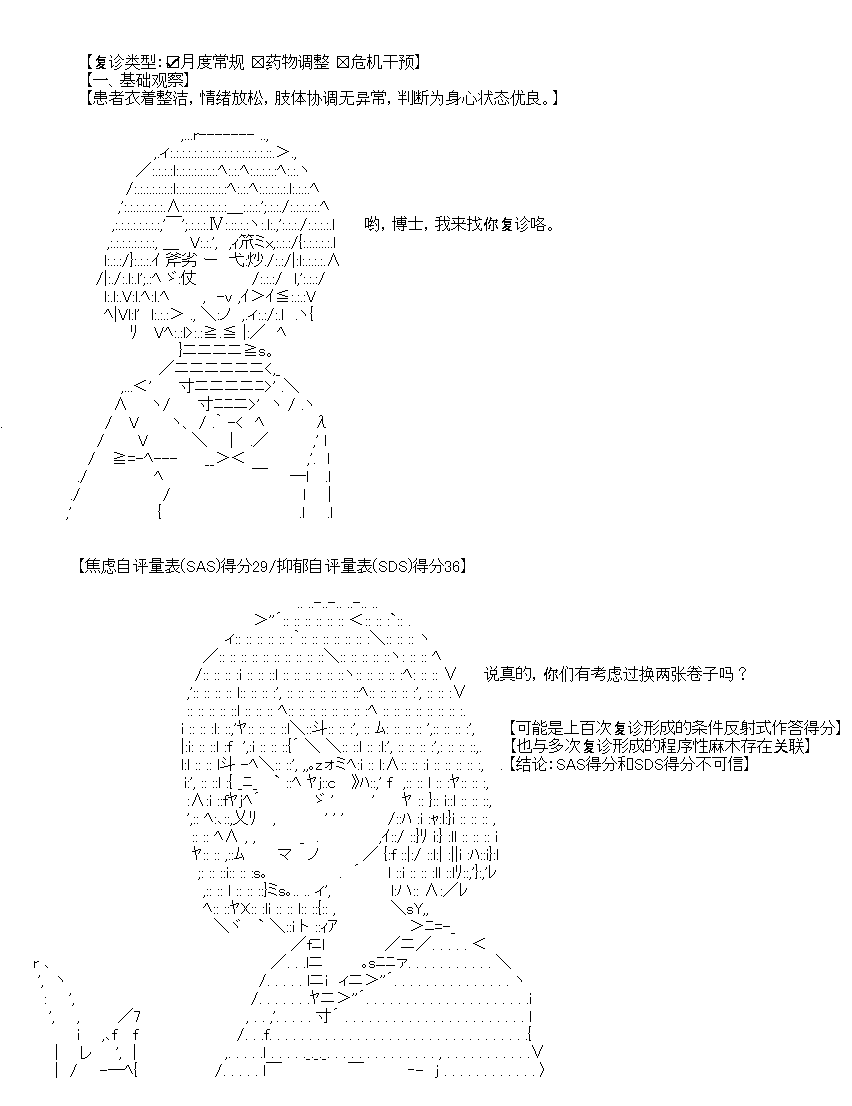 【复诊类型：☑月度常规 ☒药物调整 ☒危机干预】
【一、基础观察】
【患者衣着整洁，情绪放松，肢体协调无异常，判断为身心状态优良。】
哟，博士，我来找你复诊咯。
【焦虑自评量表(SAS)得分29/抑郁自评量表(SDS)得分36】
说真的，你们有考虑过换两张卷子吗？
【可能是上百次复诊形成的条件反射式作答得分】
【也与多次复诊形成的程序性麻木存在关联】
【结论：SAS得分和SDS得分不可信】